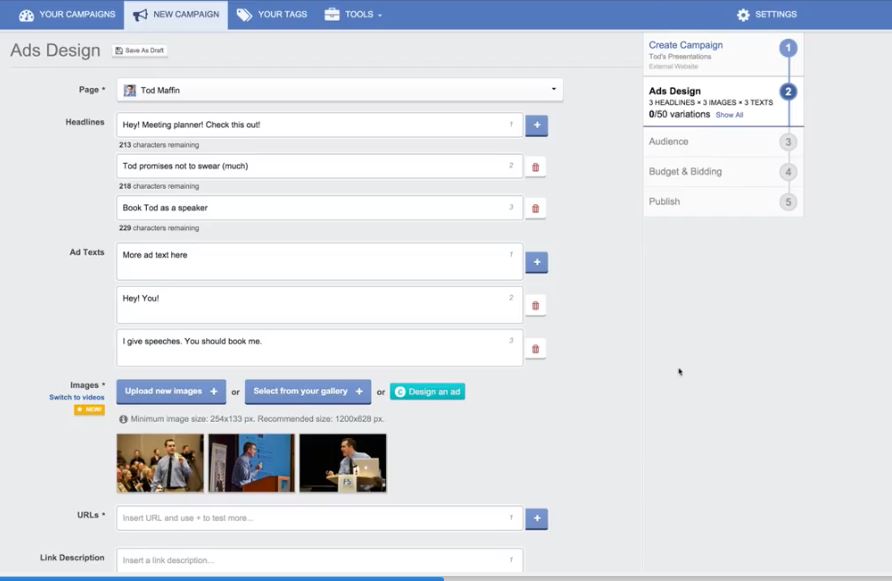 YOUR CAMPAIGNS NEW CAMPAIGN YOUR TAGS TOOLS SETTINGS
Ads Design Save As Draft
Page * Tod Maffin
Headlines Hey! Meeting planner! Check this out! 1 +
213 characters remaining
Tod promises not to swear (much) 2
218 characters remaining
Book Tod as a speaker 3
229 characters remaining
Ad Texts More ad text here 1 +
Hey! You! 2
I give speeches. You should book me. 3
Images * Upload new images + or Select from your gallery + or Design an ad
Switch to videos
NEW!
Minimum image size: 254x133 px. Recommended size: 1200x628 px.
URLs * Insert URL and use + to test more... 1 +
Link Description Insert a link description... 1
Create Campaign 1
Tod's Presentations
External Website
Ads Design 2
3 HEADLINES × 3 IMAGES × 3 TEXTS
0/50 variations Show All
Audience 3
Budget & Bidding 4
Publish 5